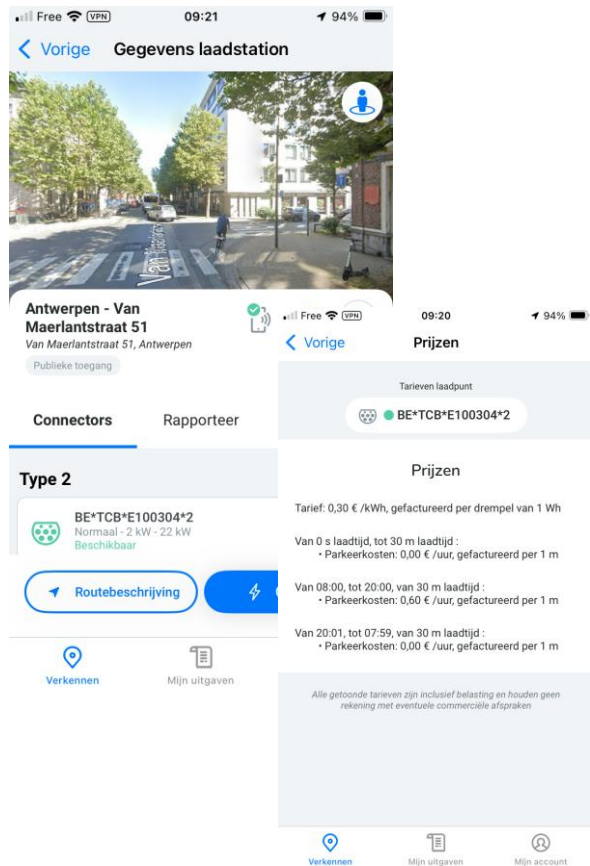 Free VPN 09:21 94%
Vorige Gegevens laadstation
Van Maerlantstraat
Antwerpen - Van
Maerlantstraat 51
Van Maerlantstraat 51, Antwerpen
Publieke toegang
Connectors Rapporteer
Type 2
BE*TCB*E100304*2
Normaal - 2 kW - 22 kW
Beschikbaar
Routebeschrijving
Verkennen Mijn uitgaven
Free VPN 09:20 94%
Vorige Prijzen
Tarieven laadpunt
BE*TCB*E100304*2
Prijzen
Tarief: 0,30 € /kWh, gefactureerd per drempel van 1 Wh
Van 0 s laadtijd, tot 30 m laadtijd :
• Parkeerkosten: 0,00 € /uur, gefactureerd per 1 m
Van 08:00, tot 20:00, van 30 m laadtijd :
• Parkeerkosten: 0,60 € /uur, gefactureerd per 1 m
Van 20:01, tot 07:59, van 30 m laadtijd :
• Parkeerkosten: 0,00 € /uur, gefactureerd per 1 m
Alle getoonde tarieven zijn inclusief belasting en houden geen
rekening met eventuele commerciële afspraken
Verkennen Mijn uitgaven Mijn account